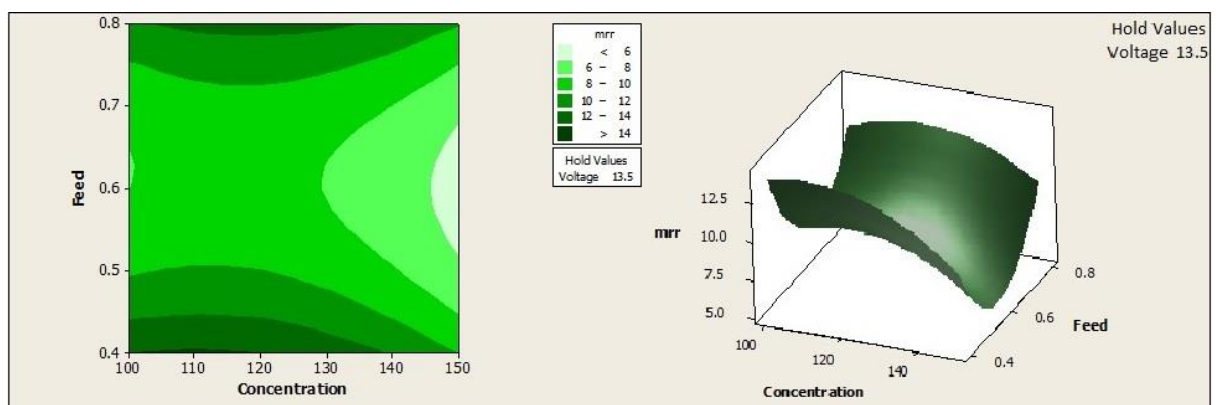 0.8
0.7
0.6
0.5
0.4
Feed
100 110 120 130 140 150
Concentration
mrr
< 6
6 – 8
8 – 10
10 – 12
12 – 14
> 14
Hold Values
Voltage 13.5
Hold Values
Voltage 13.5
12.5
10.0
7.5
5.0
mrr
100
120
140
Concentration
0.4
0.6
0.8
Feed